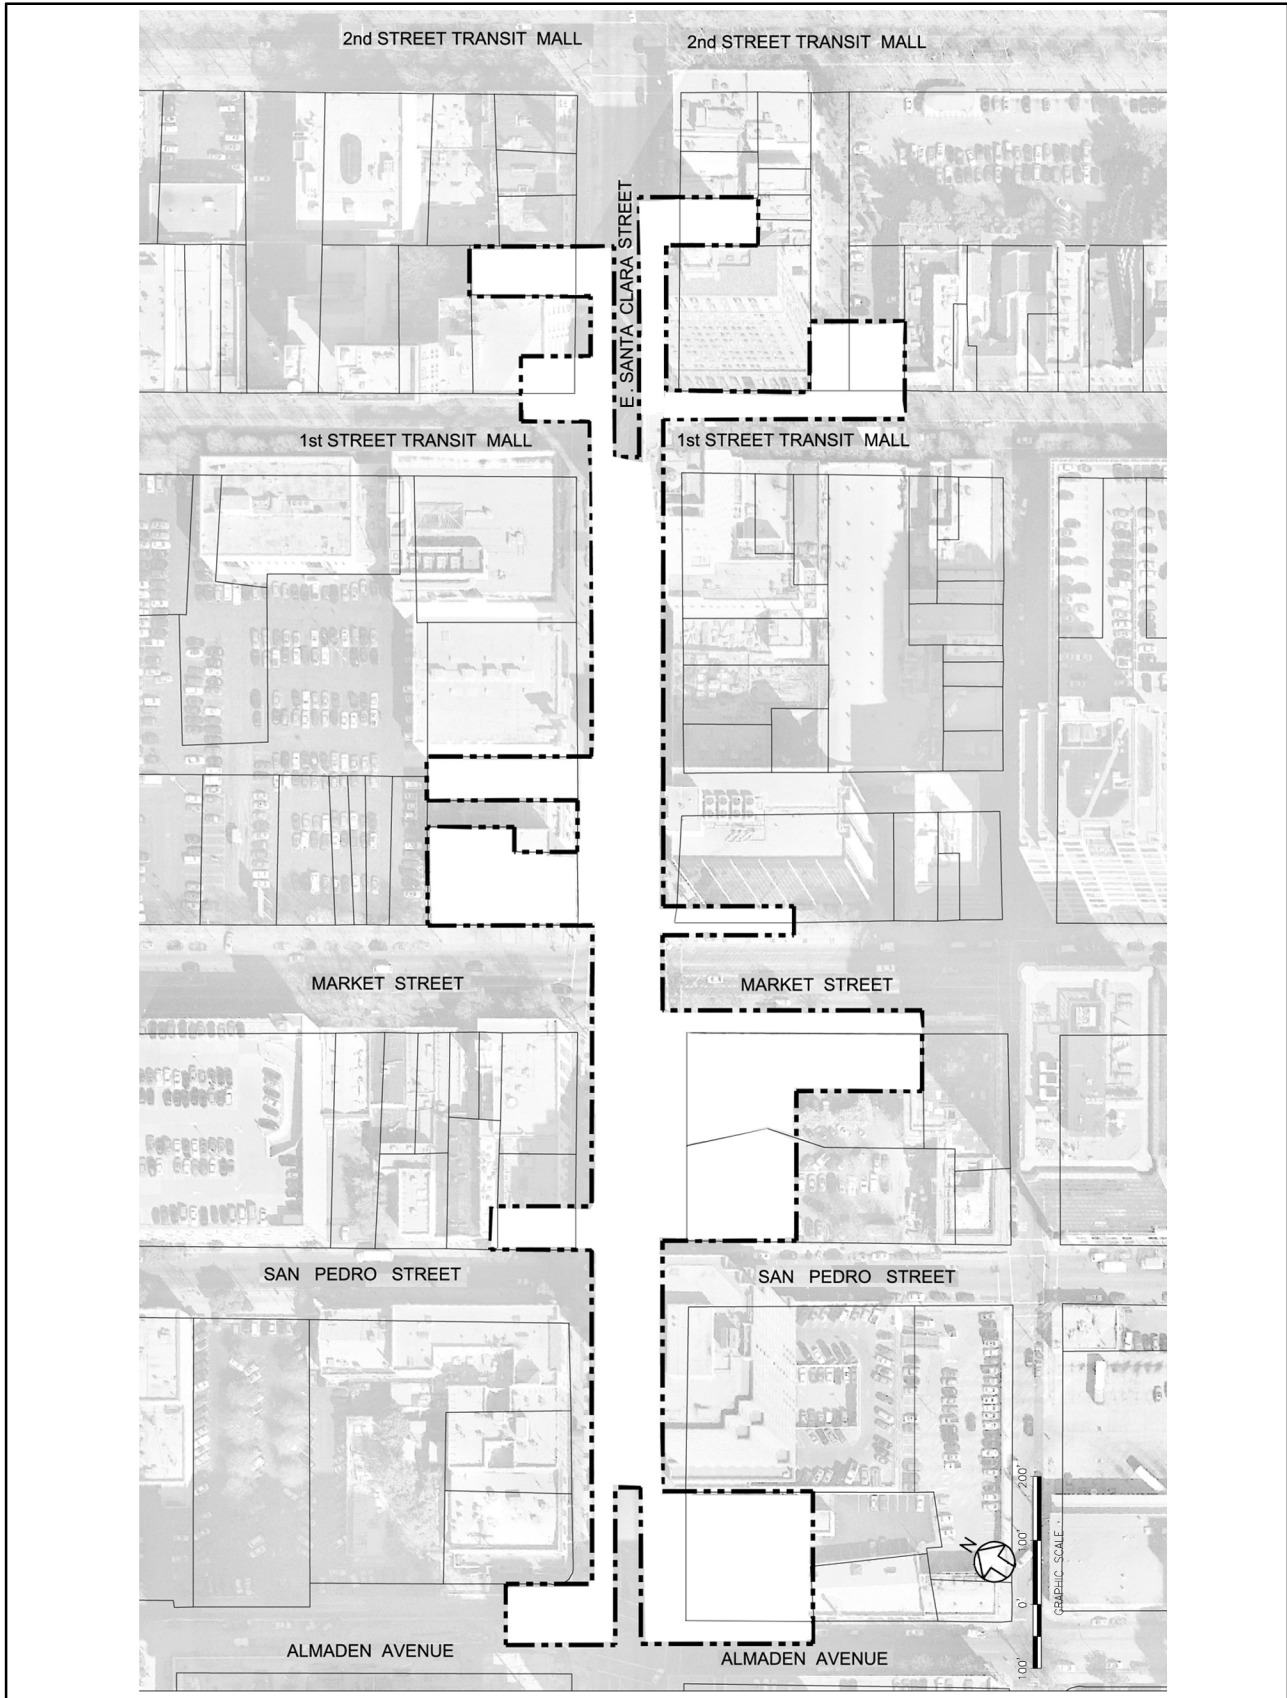 2nd STREET TRANSIT MALL
2nd STREET TRANSIT MALL
E. SANTA CLARA STREET
1st STREET TRANSIT MALL
1st STREET TRANSIT MALL
MARKET STREET
MARKET STREET
SAN PEDRO STREET
SAN PEDRO STREET
N
100' 0' 100' 200'
GRAPHIC SCALE
ALMADEN AVENUE
ALMADEN AVENUE